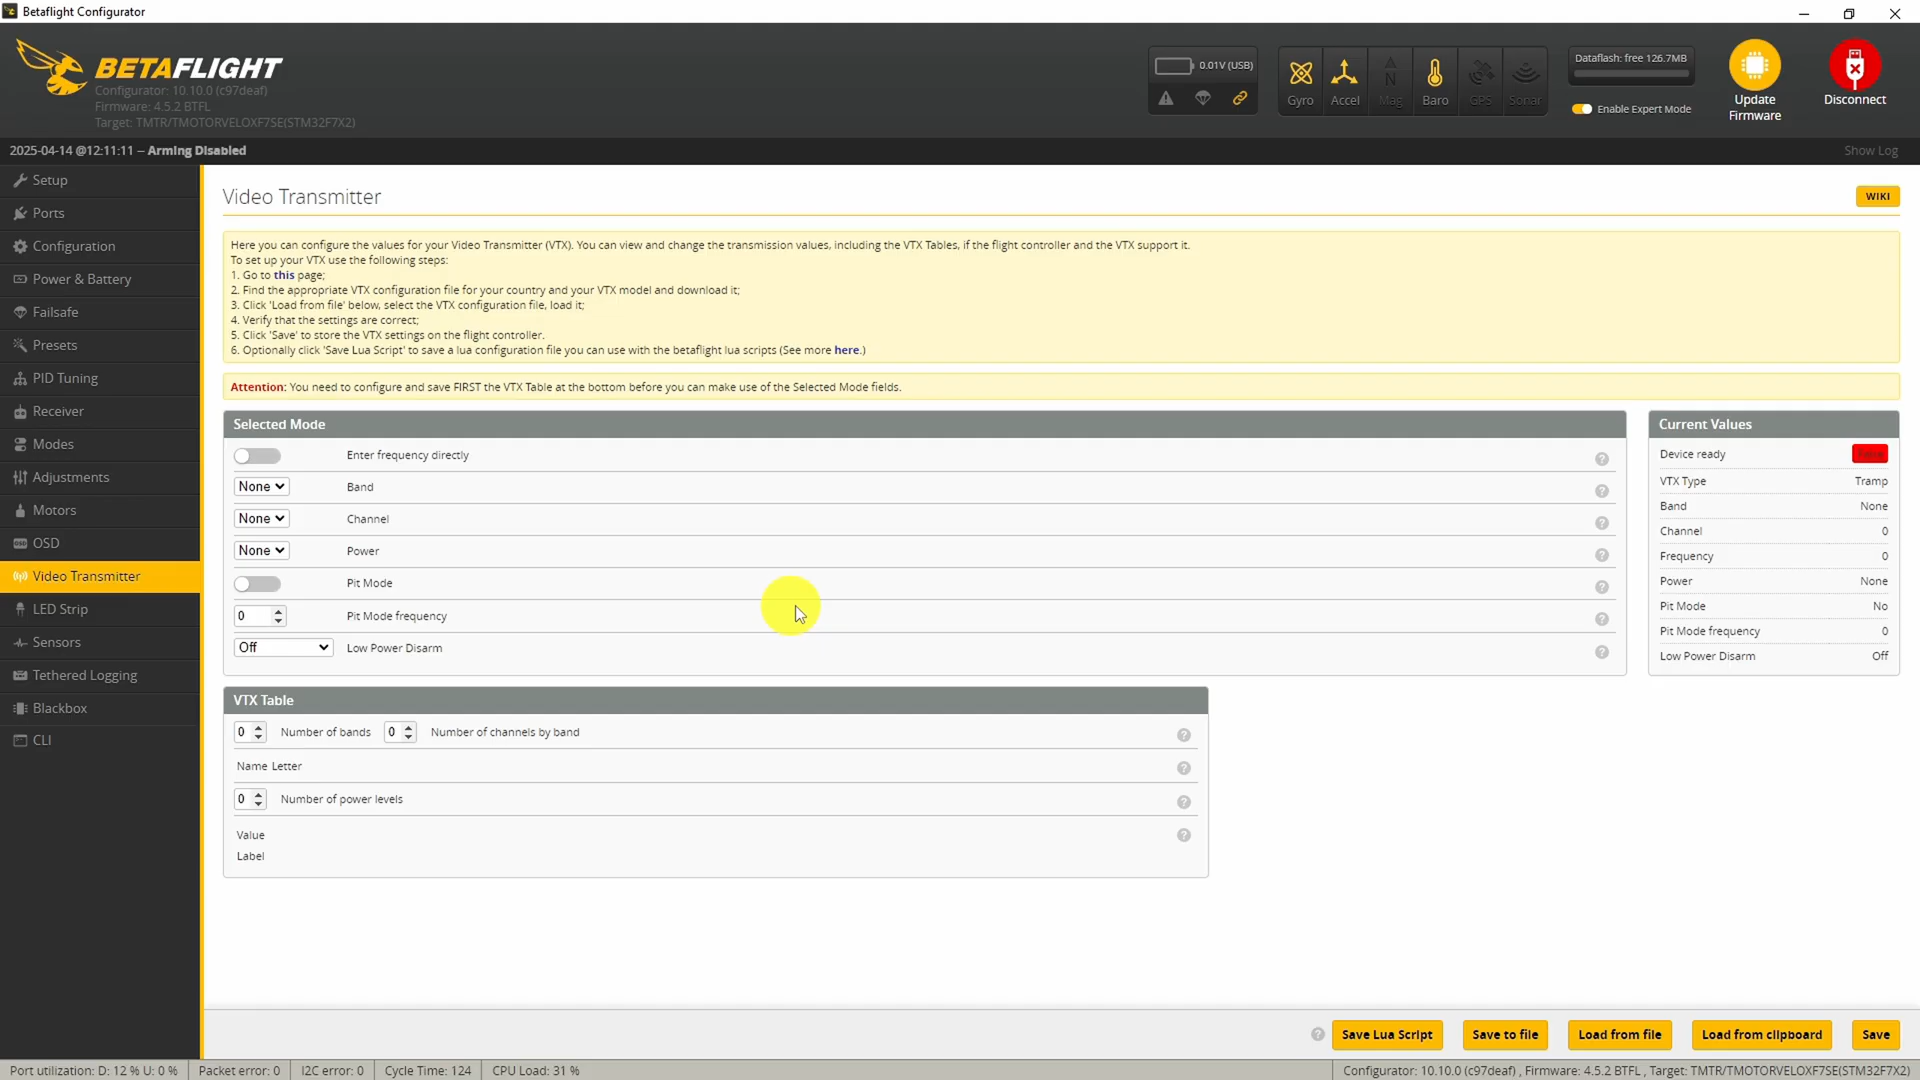 Betaflight Configurator
BETAFLIGHT
Configurator: 10.10.0 (c97deaf)
Firmware: 4.5.2 BTFL
Target: TMTR/TMOTORVELOXF7SE(STM32F7X2)
0.01V (USB)
Gyro
Accel
Mag
Baro
GPS
Sonar
Dataflash: free 126.7MB
Enable Expert Mode
Update
Firmware
Disconnect
2025-04-14 @12:11:11 -- Arming Disabled
Show Log
Setup
Ports
Configuration
Power & Battery
Failsafe
Presets
PID Tuning
Receiver
Modes
Adjustments
Motors
OSD
Video Transmitter
LED Strip
Sensors
Tethered Logging
Blackbox
CLI
Video Transmitter
WIKI
Here you can configure the values for your Video Transmitter (VTX). You can view and change the transmission values, including the VTX Tables, if the flight controller and the VTX support it.
To set up your VTX use the following steps:
1. Go to this page;
2. Find the appropriate VTX configuration file for your country and your VTX model and download it;
3. Click 'Load from file' below, select the VTX configuration file, load it;
4. Verify that the settings are correct;
5. Click 'Save' to store the VTX settings on the flight controller.
6. Optionally click 'Save Lua Script' to save a lua configuration file you can use with the betaflight lua scripts (See more here.)
Attention: You need to configure and save FIRST the VTX Table at the bottom before you can make use of the Selected Mode fields.
Selected Mode
Enter frequency directly
None Band
None Channel
None Power
Pit Mode
0 Pit Mode frequency
Off Low Power Disarm
Current Values
Device ready
VTX Type Tramp
Band None
Channel 0
Frequency 0
Power None
Pit Mode No
Pit Mode frequency 0
Low Power Disarm Off
VTX Table
0 Number of bands 0 Number of channels by band
Name Letter
0 Number of power levels
Value
Label
Save Lua Script
Save to file
Load from file
Load from clipboard
Save
Port utilization: D: 12 % U: 0 %
Packet error: 0
I2C error: 0
Cycle Time: 124
CPU Load: 31 %
Configurator: 10.10.0 (c97deaf) , Firmware: 4.5.2 BTFL , Target: TMTR/TMOTORVELOXF7SE(STM32F7X2)